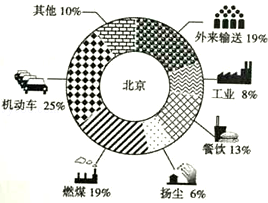 其他 10%
外来输送 19%
工业 8%
餐饮 13%
扬尘 6%
燃煤 19%
机动车 25%
北京